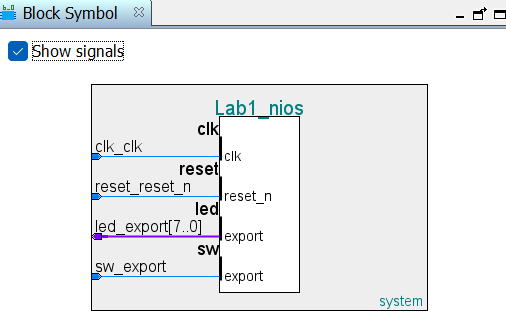 Block Symbol
Show signals
Lab1_nios
clk
clk_clk
clk
reset
reset_reset_n
reset_n
led
led_export[7..0]
export
sw
sw_export
export
system